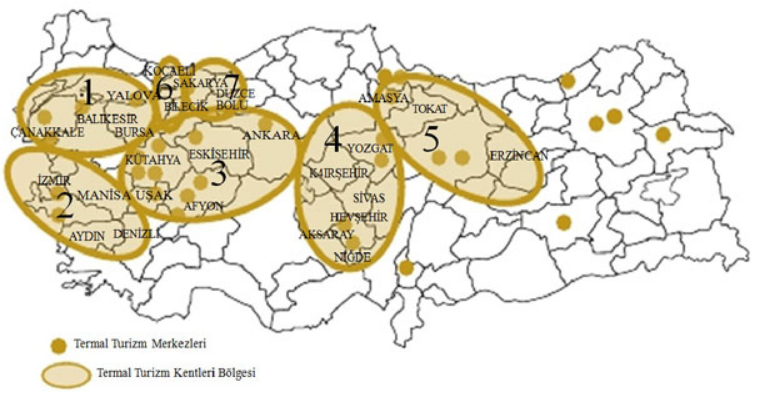 KOCAELİ
1
6
SAKARYA
7
YALOVA
DÜZCE
BALIKESİR
BİLECİK
BOLU
ÇANAKKALE
BURSA
AMASYA
TOKAT
ANKARA
4
5
KÜTAHYA
ESKİŞEHİR
YOZGAT
ERZİNCAN
3
KIRŞEHİR
İZMİR
MANİSA
UŞAK
SİVAS
2
AFYON
HEVŞEHİR
AYDIN
DENİZLİ
AKSARAY
NİĞDE
Termal Turizm Merkezleri
Termal Turizm Kentleri Bölgesi